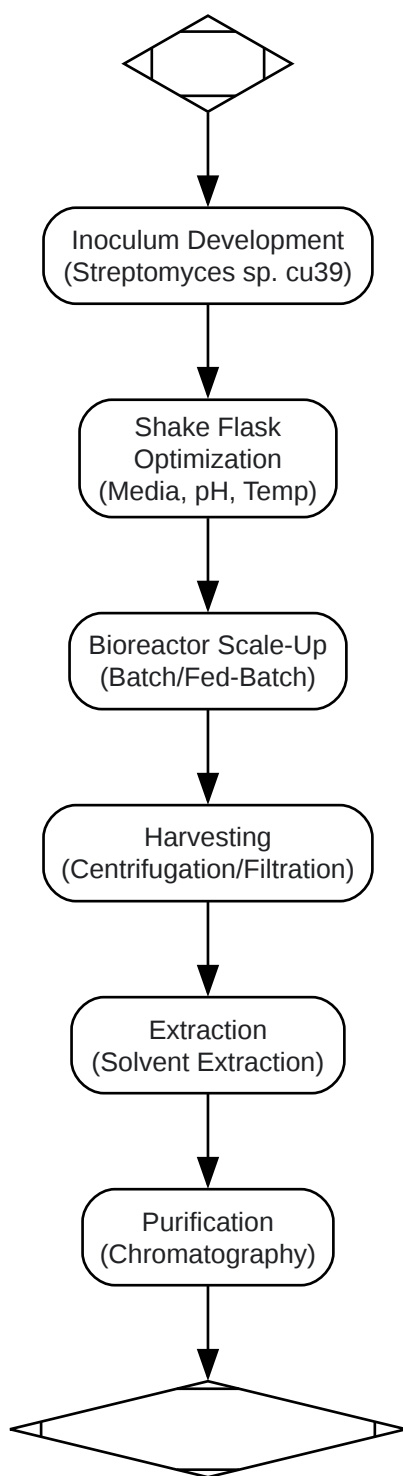 Inoculum Development
(Streptomyces sp. cu39)
Shake Flask
Optimization
(Media, pH, Temp)
Bioreactor Scale-Up
(Batch/Fed-Batch)
Harvesting
(Centrifugation/Filtration)
Extraction
(Solvent Extraction)
Purification
(Chromatography)